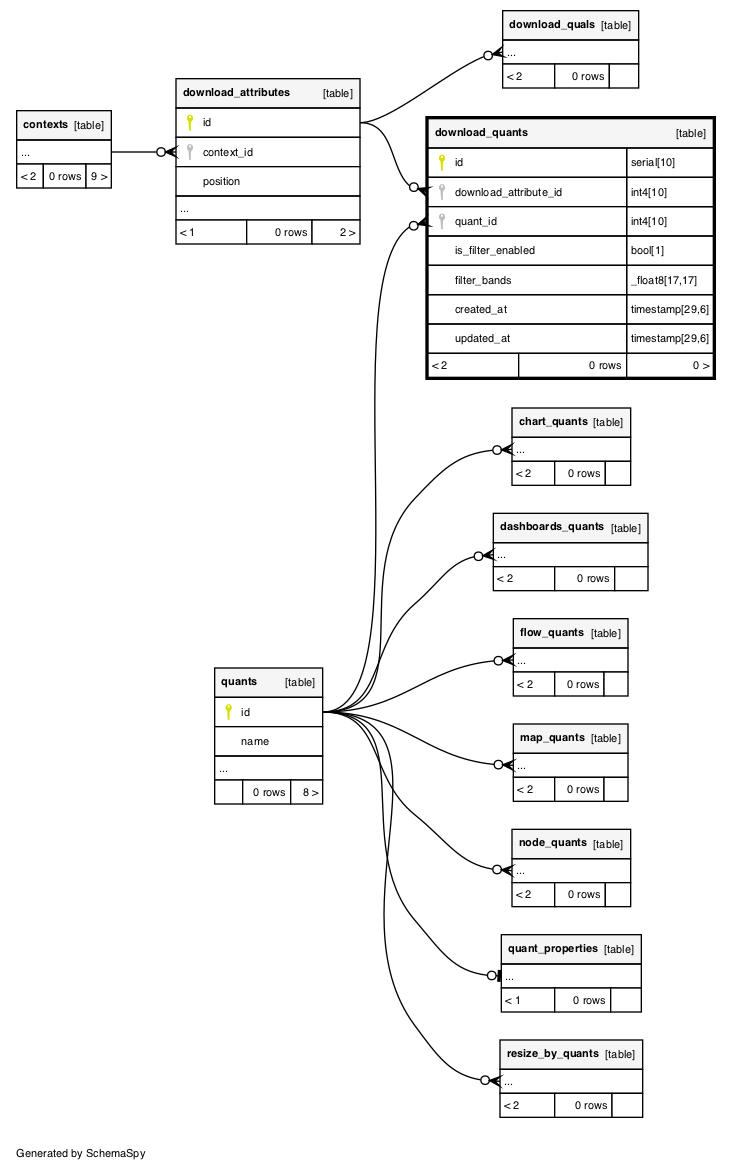 download_quals [table]
...
< 2 0 rows
download_attributes [table]
id
context_id
position
...
< 1 0 rows 2 >
contexts [table]
...
< 2 0 rows 9 >
download_quants [table]
id serial[10]
download_attribute_id int4[10]
quant_id int4[10]
is_filter_enabled bool[1]
filter_bands _float8[17,17]
created_at timestamp[29,6]
updated_at timestamp[29,6]
< 2 0 rows 0 >
chart_quants [table]
...
< 2 0 rows
dashboards_quants [table]
...
< 2 0 rows
flow_quants [table]
...
< 2 0 rows
quants [table]
id
name
...
0 rows 8 >
map_quants [table]
...
< 2 0 rows
node_quants [table]
...
< 2 0 rows
quant_properties [table]
...
< 1 0 rows
resize_by_quants [table]
...
< 2 0 rows
Generated by SchemaSpy